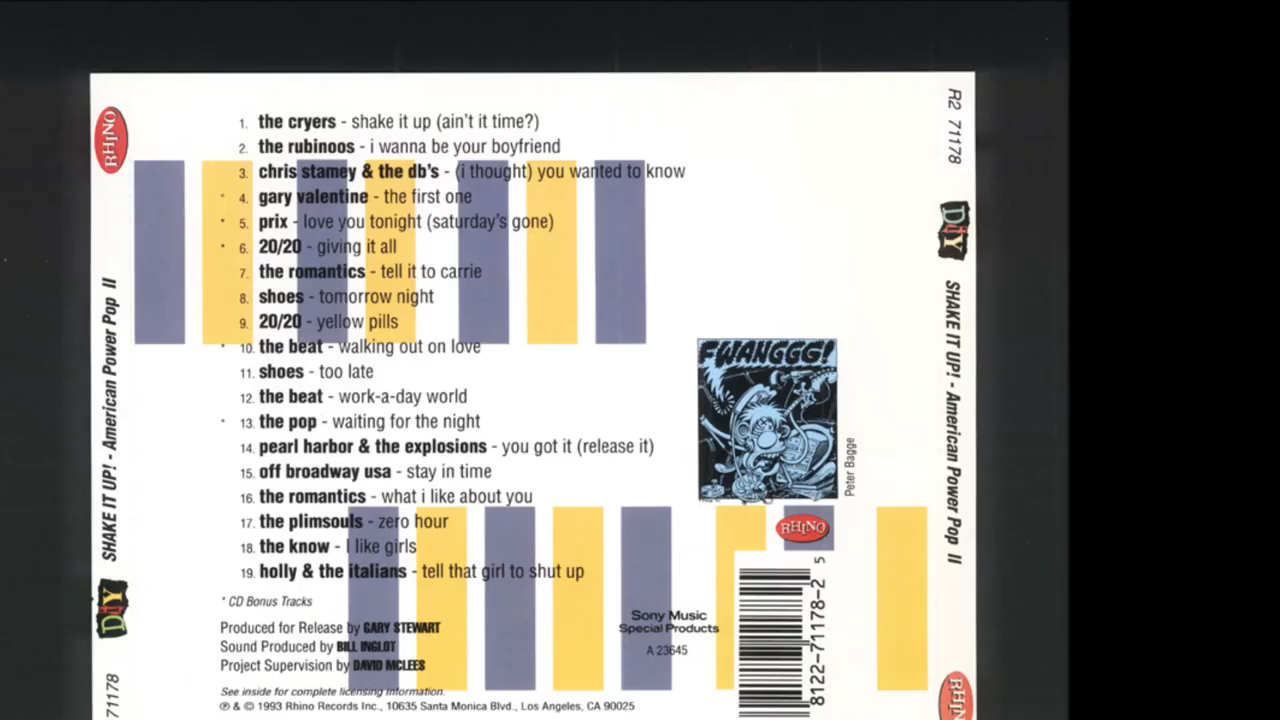 1. the cryers - shake it up (ain't it time?)
2. the rubinoos - i wanna be your boyfriend
3. chris stamey & the db's - (i thought) you wanted to know
* 4. gary valentine - the first one
* 5. prix - love you tonight (saturday's gone)
* 6. 20/20 - giving it all
7. the romantics - tell it to carrie
8. shoes - tomorrow night
9. 20/20 - yellow pills
* 10. the beat - walking out on love
11. shoes - too late
12. the beat - work-a-day world
* 13. the pop - waiting for the night
14. pearl harbor & the explosions - you got it (release it)
15. off broadway usa - stay in time
16. the romantics - what i like about you
17. the plimsouls - zero hour
18. the know - I like girls
19. holly & the italians - tell that girl to shut up
* CD Bonus Tracks
Produced for Release by GARY STEWART
Sound Produced by BILL INGLOT
Project Supervision by DAVID MCLEES
See inside for complete licensing information.
℗ & © 1993 Rhino Records Inc., 10635 Santa Monica Blvd., Los Angeles, CA 90025
Sony Music
Special Products
A 23645
FWANGGG!
Peter Bagge
RHINO
8122-71178-2 5
RHINO
SHAKE IT UP! - American Power Pop II
DIY
71178
R2 71178
DIY
SHAKE IT UP! - American Power Pop II
RHINO